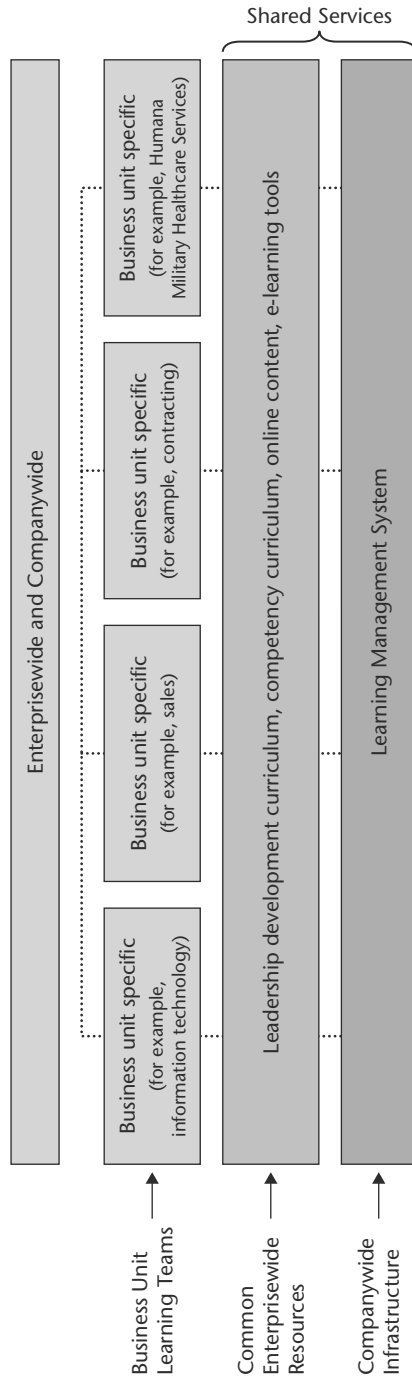 Enterprisewide and Companywide
Business Unit
Learning Teams
Business unit specific
(for example,
information technology)
Business unit specific
(for example, sales)
Business unit specific
(for example, contracting)
Business unit specific
(for example, Humana
Military Healthcare Services)
Common
Enterprisewide
Resources
Leadership development curriculum, competency curriculum, online content, e-learning tools
Companywide
Infrastructure
Learning Management System
Shared Services